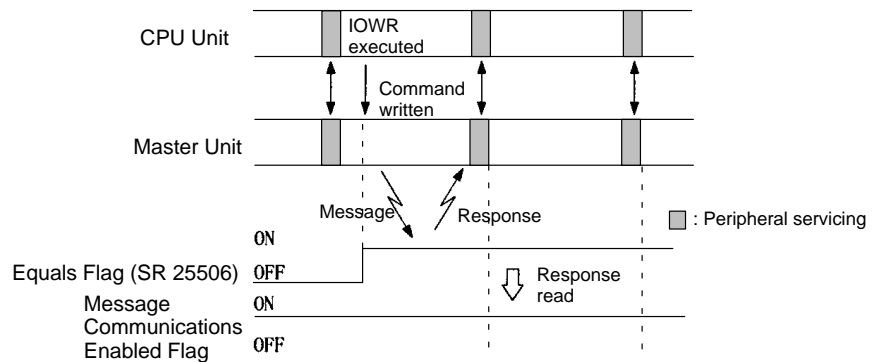 CPU Unit
IOWR
executed
Command
written
Master Unit
Message
Response
: Peripheral servicing
ON
Equals Flag (SR 25506)
OFF
Response
read
Message
Communications
Enabled Flag
ON
OFF